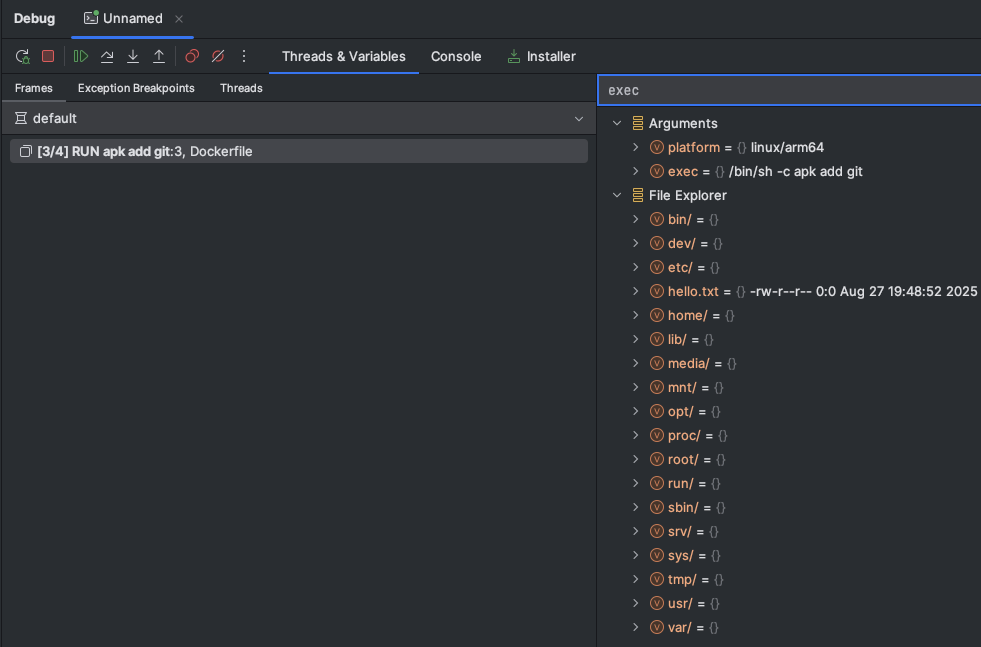 Debug Unnamed
Threads & Variables Console Installer
Frames Exception Breakpoints Threads
default
[3/4] RUN apk add git:3, Dockerfile
exec
Arguments
platform = {} linux/arm64
exec = {} /bin/sh -c apk add git
File Explorer
bin/ = {}
dev/ = {}
etc/ = {}
hello.txt = {} -rw-r--r-- 0:0 Aug 27 19:48:52 2025
home/ = {}
lib/ = {}
media/ = {}
mnt/ = {}
opt/ = {}
proc/ = {}
root/ = {}
run/ = {}
sbin/ = {}
srv/ = {}
sys/ = {}
tmp/ = {}
usr/ = {}
var/ = {}